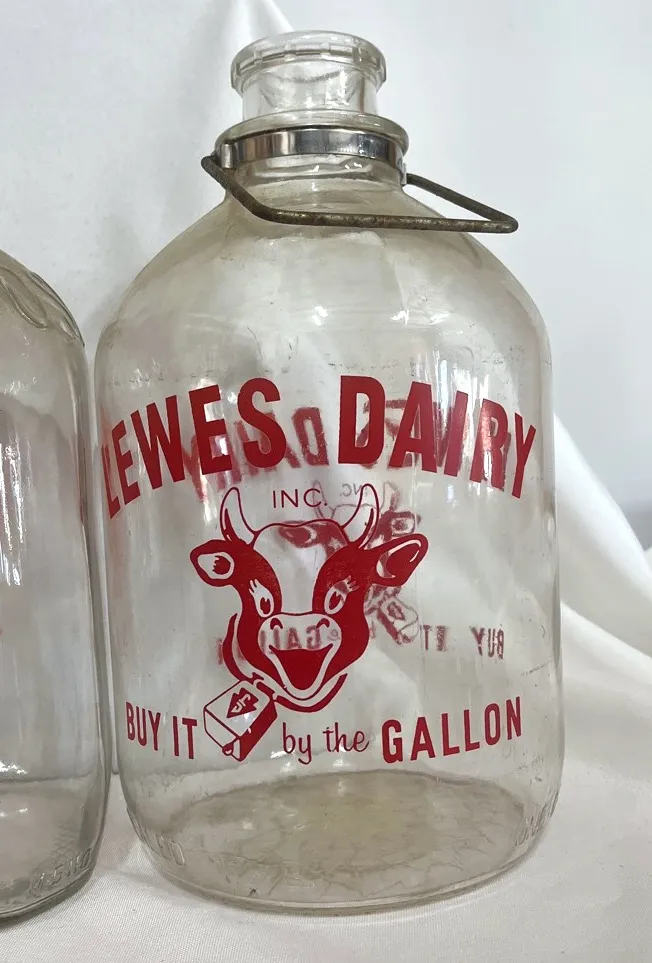 LEWES DAIRY
INC.
BUY IT by the GALLON